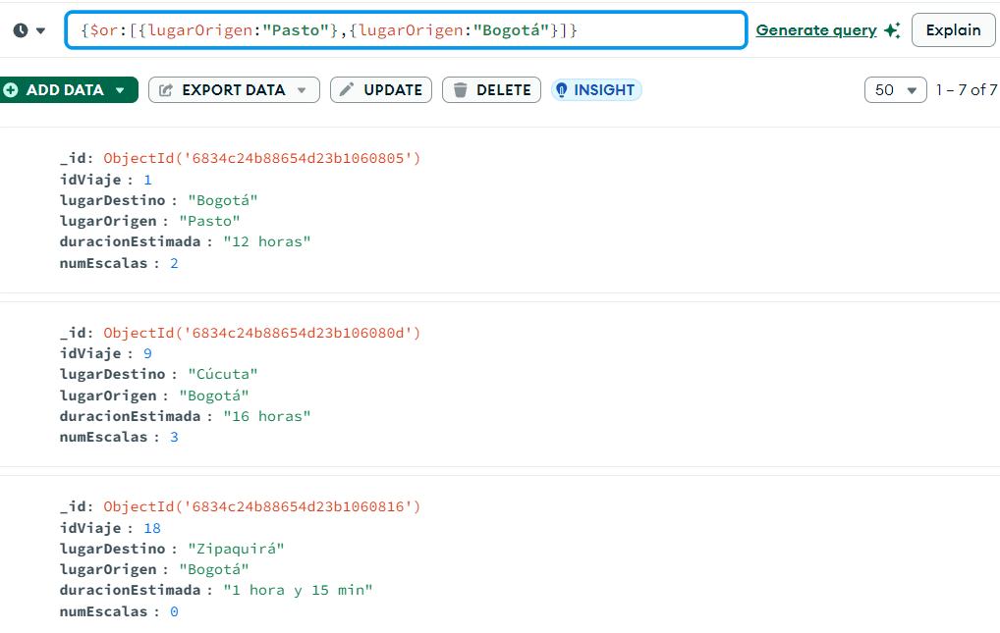 {$or:[{lugarOrigen:"Pasto"},{lugarOrigen:"Bogotá"}]} Generate query Explain
ADD DATA EXPORT DATA UPDATE DELETE INSIGHT 50 1 – 7 of 7
_id: ObjectId('6834c24b88654d23b1060805')
idViaje : 1
lugarDestino : "Bogotá"
lugarOrigen : "Pasto"
duracionEstimada : "12 horas"
numEscalas : 2
_id: ObjectId('6834c24b88654d23b106080d')
idViaje : 9
lugarDestino : "Cúcuta"
lugarOrigen : "Bogotá"
duracionEstimada : "16 horas"
numEscalas : 3
_id: ObjectId('6834c24b88654d23b1060816')
idViaje : 18
lugarDestino : "Zipaquirá"
lugarOrigen : "Bogotá"
duracionEstimada : "1 hora y 15 min"
numEscalas : 0